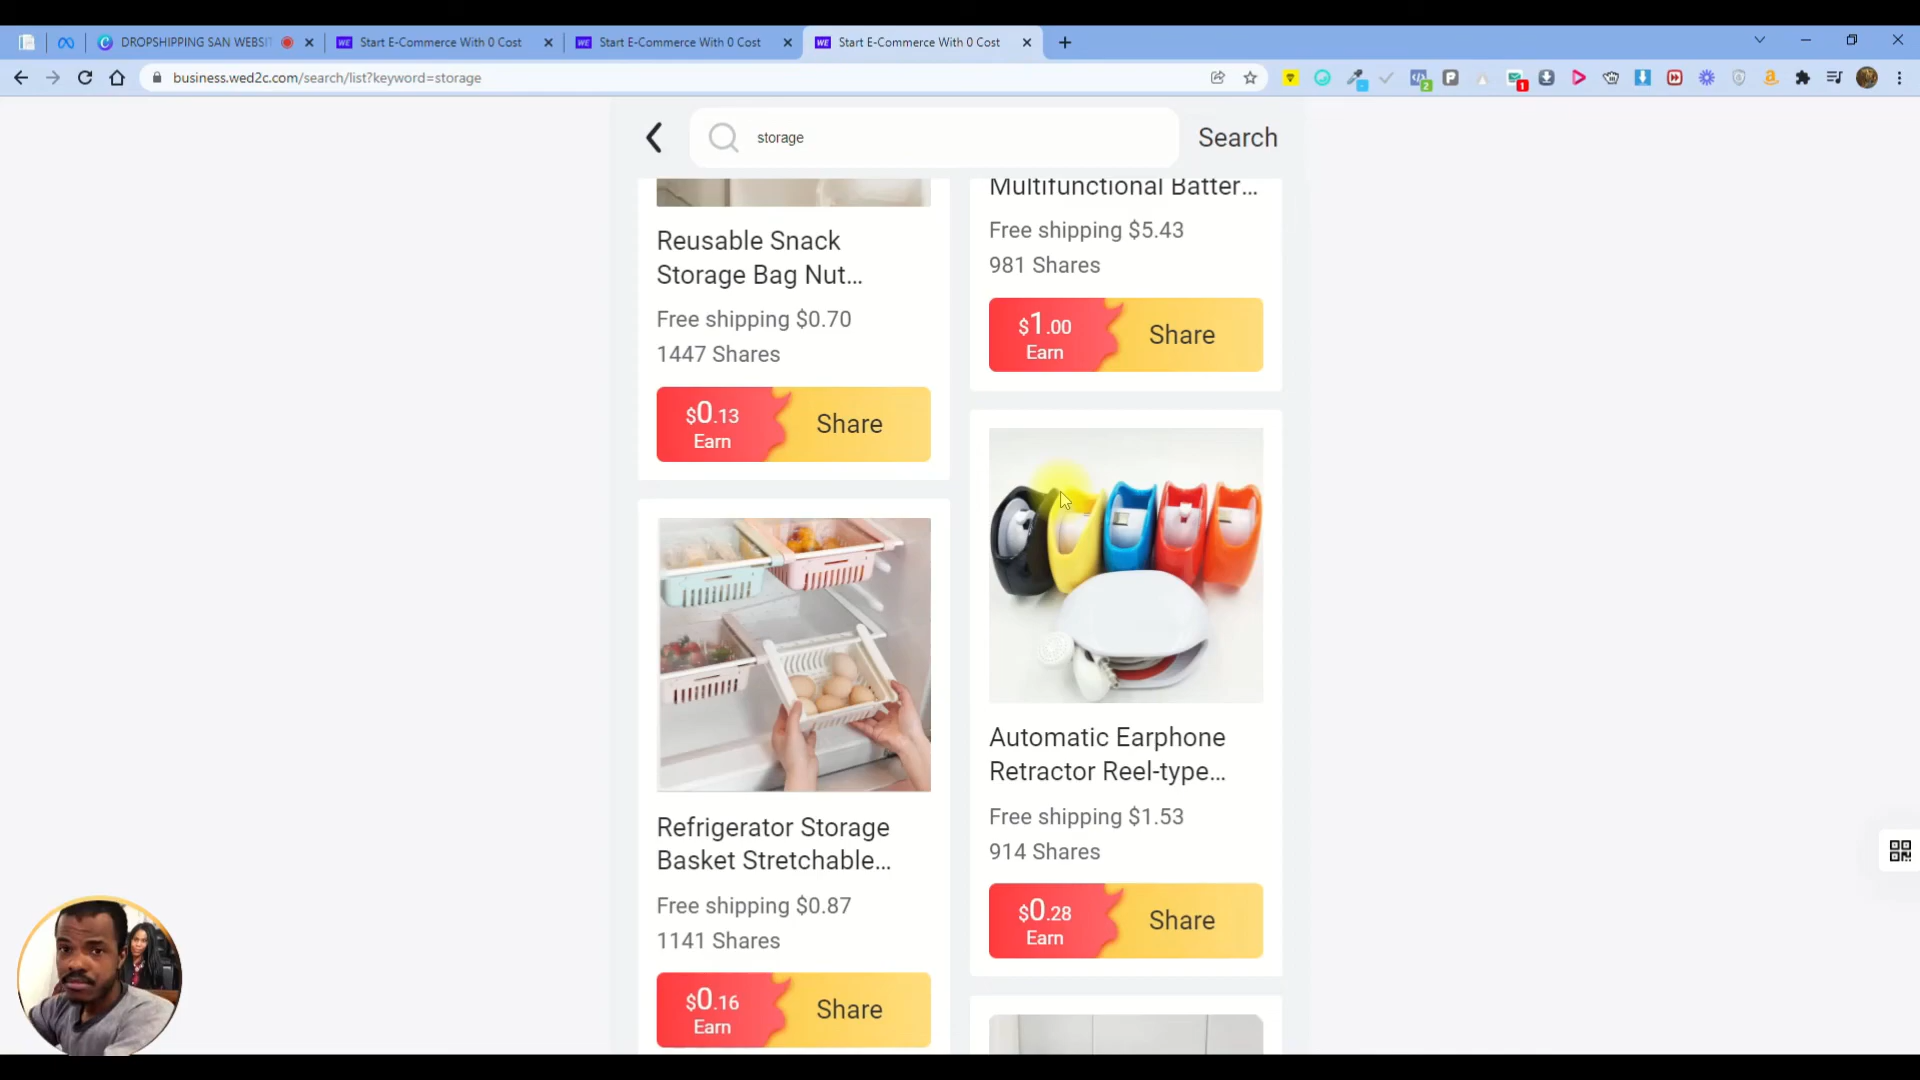 DROPSHIPPING SAN WEBSI
Start E-Commerce With 0 Cost
Start E-Commerce With 0 Cost
Start E-Commerce With 0 Cost
business.wed2c.com/search/list?keyword=storage
storage
Search
Reusable Snack
Storage Bag Nut...
Free shipping $0.70
1447 Shares
$0.13
Earn
Share
Multifunctional Batter...
Free shipping $5.43
981 Shares
$1.00
Earn
Share
Refrigerator Storage
Basket Stretchable...
Free shipping $0.87
1141 Shares
$0.16
Earn
Share
Automatic Earphone
Retractor Reel-type...
Free shipping $1.53
914 Shares
$0.28
Earn
Share